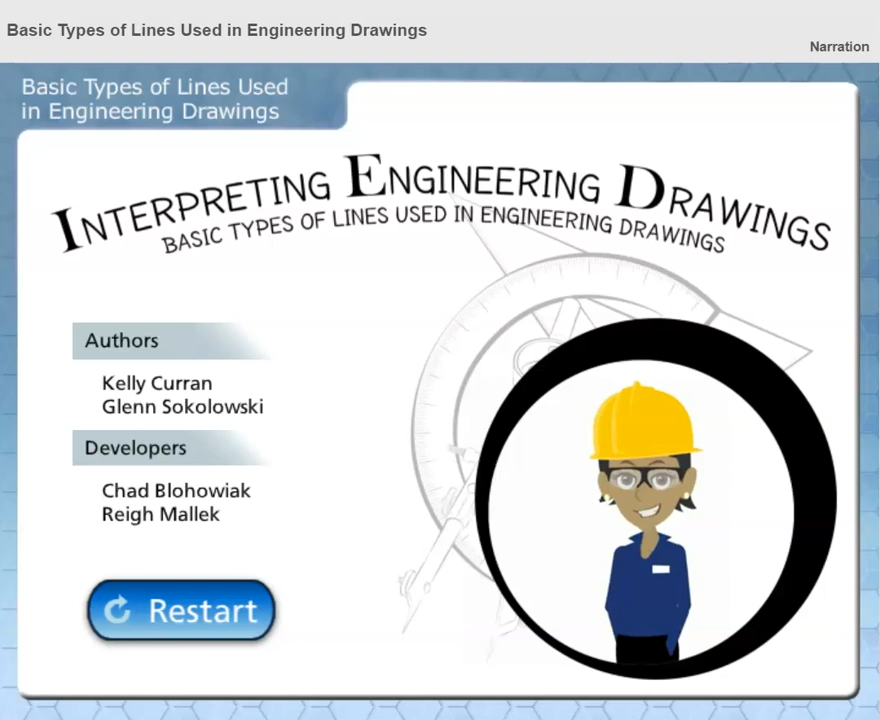 Basic Types of Lines Used in Engineering Drawings
Narration
Basic Types of Lines Used
in Engineering Drawings
INTERPRETING ENGINEERING DRAWINGS
BASIC TYPES OF LINES USED IN ENGINEERING DRAWINGS
Authors
Kelly Curran
Glenn Sokolowski
Developers
Chad Blohowiak
Reigh Mallek
Restart